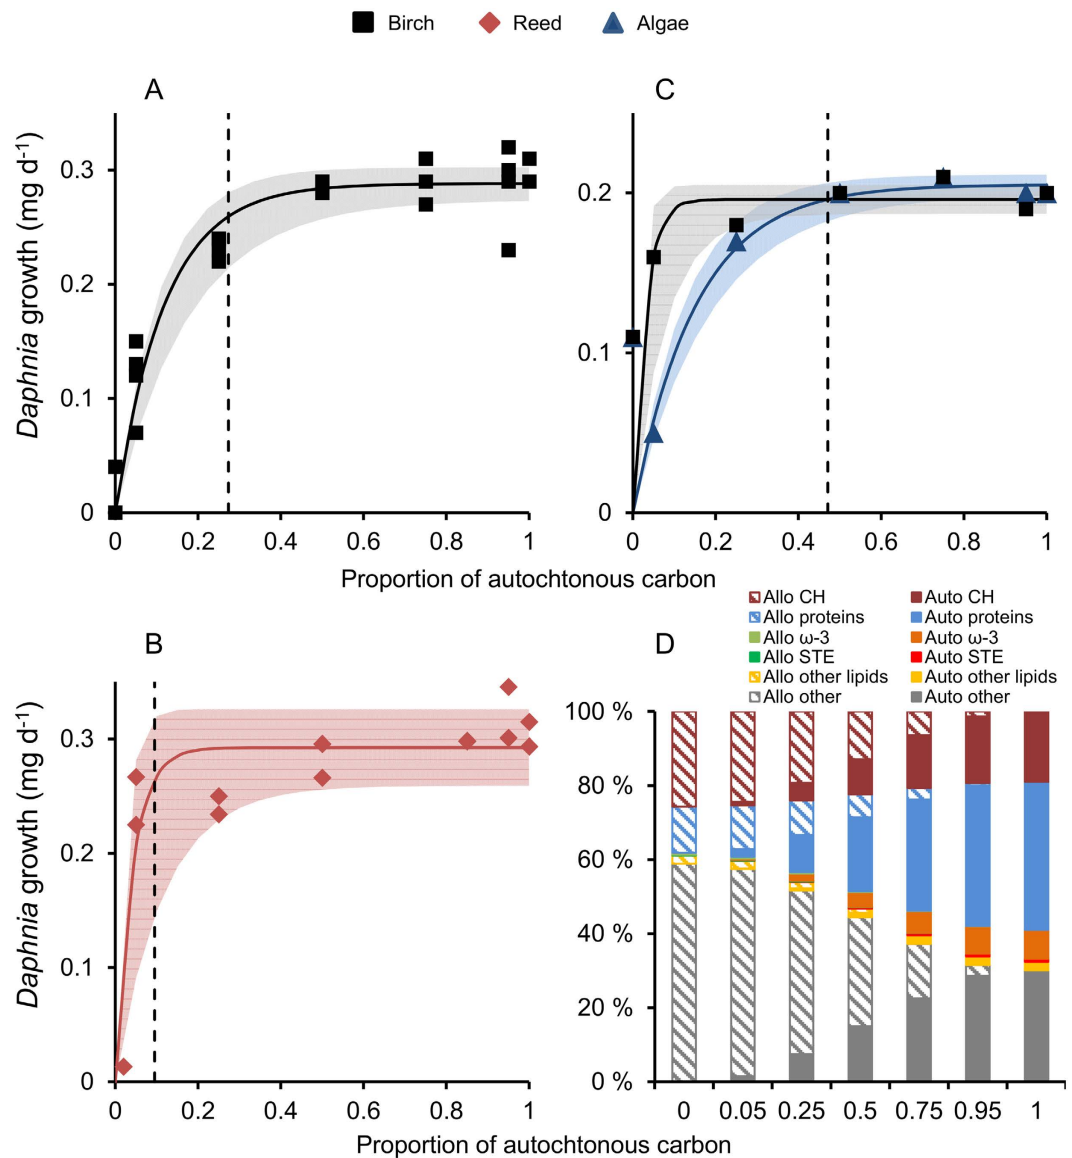 Birch Reed Algae
A
Daphnia growth (mg d-1)
0.3
0.2
0.1
0
0 0.2 0.4 0.6 0.8 1
C
0.2
0.1
0
0 0.2 0.4 0.6 0.8 1
Proportion of autochtonous carbon
B
Daphnia growth (mg d-1)
0.3
0.2
0.1
0
0 0.2 0.4 0.6 0.8 1
Proportion of autochtonous carbon
Allo CH Auto CH
Allo proteins Auto proteins
Allo ω-3 Auto ω-3
Allo STE Auto STE
Allo other lipids Auto other lipids
Allo other Auto other
D
100 %
80 %
60 %
40 %
20 %
0 %
0 0.05 0.25 0.5 0.75 0.95 1